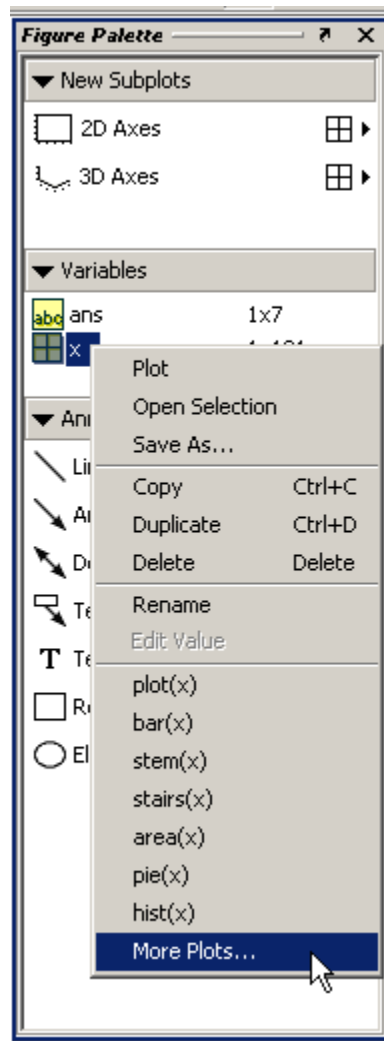 Figure Palette
New Subplots
2D Axes
3D Axes
Variables
abc ans 1x7
x
Plot
Open Selection
Save As...
Copy Ctrl+C
Duplicate Ctrl+D
Delete Delete
Rename
Edit Value
plot(x)
bar(x)
stem(x)
stairs(x)
area(x)
pie(x)
hist(x)
More Plots...
T